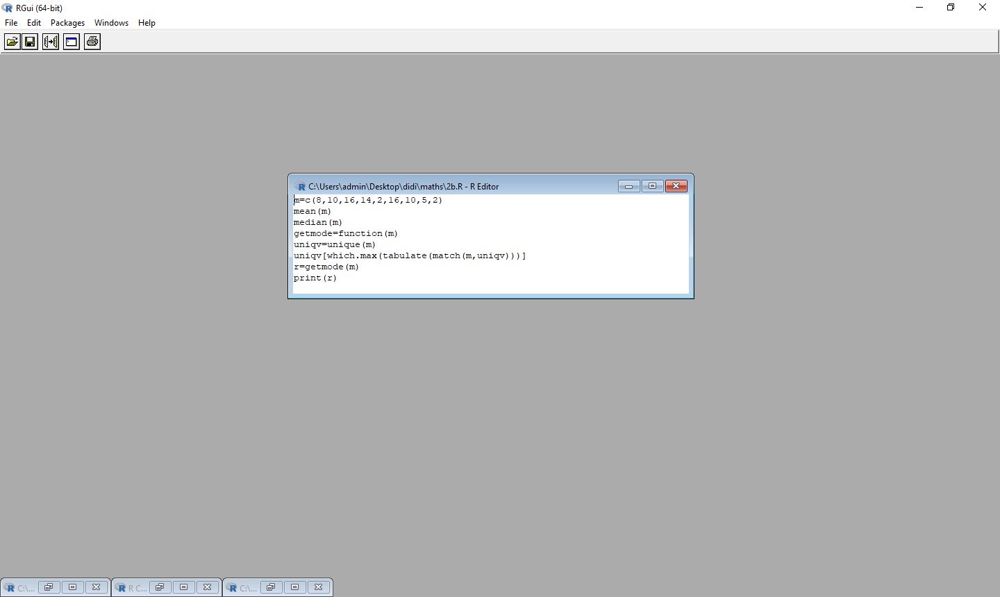 RGui (64-bit)
File Edit Packages Windows Help
C:\Users\admin\Desktop\didi\maths\2b.R - R Editor
m=c(8,10,16,14,2,16,10,5,2)
mean(m)
median(m)
getmode=function(m)
uniqv=unique(m)
uniqv[which.max(tabulate(match(m,uniqv)))]
r=getmode(m)
print(r)
C:\... R C... C:\...